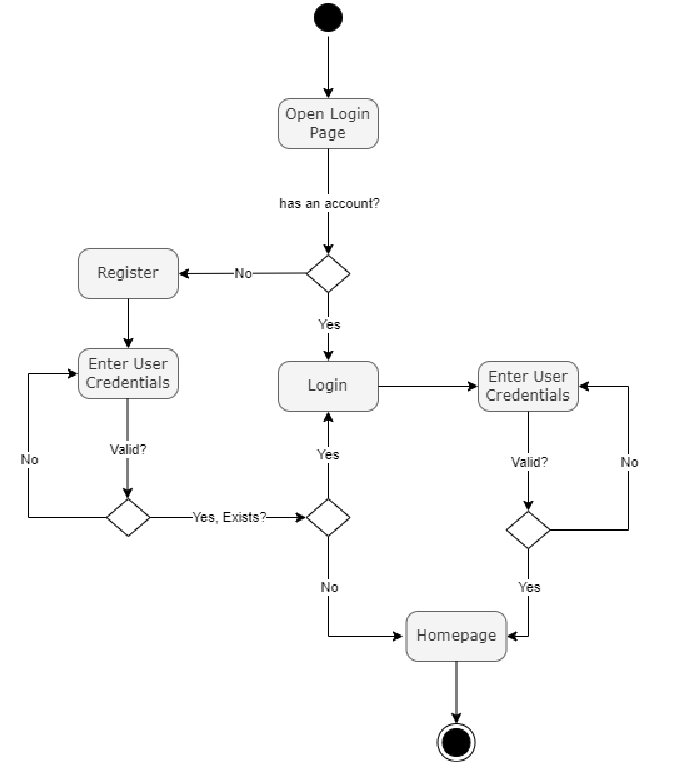 Open Login
Page
has an account?
Register
No
Yes
Enter User
Credentials
Login
Enter User
Credentials
Valid?
No
Yes
Valid?
No
Yes, Exists?
No
Yes
Homepage